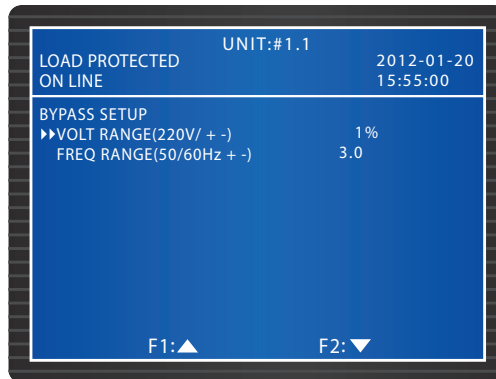 UNIT:#1.1
LOAD PROTECTED 2012-01-20
ON LINE 15:55:00
BYPASS SETUP
VOLT RANGE(220V/ + -) 1%
FREQ RANGE(50/60Hz + -) 3.0
F1: F2: